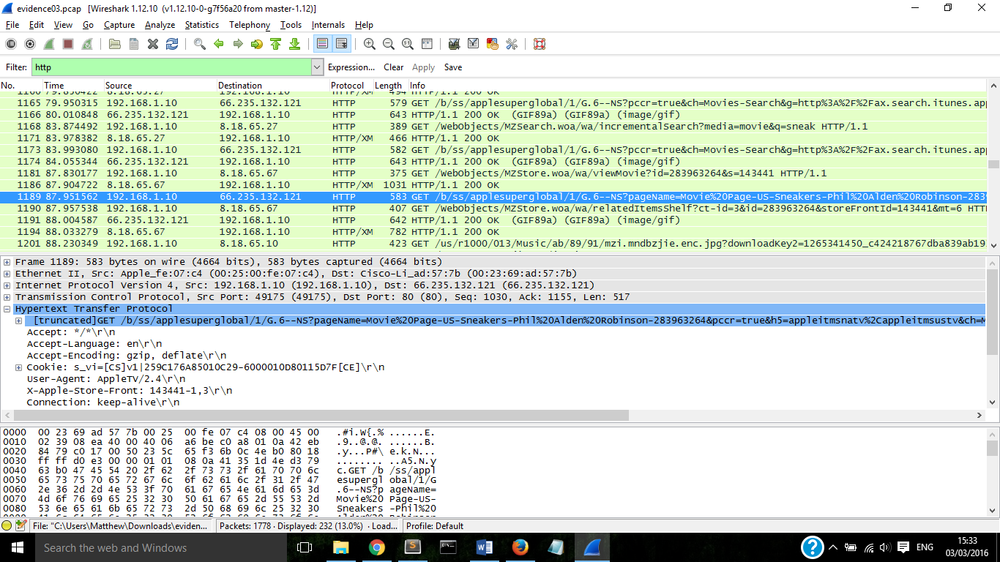 evidence03.pcap [Wireshark 1.12.10 (v1.12.10-0-g7f56a20 from master-1.12)]
File Edit View Go Capture Analyze Statistics Telephony Tools Internals Help
Filter: http Expression... Clear Apply Save
No. Time Source Destination Protocol Length Info
1165 79.950315 192.168.1.10 66.235.132.121 HTTP 579 GET /b/ss/applesuperglobal/1/G.6--NS?pccr=true&ch=Movies-Search&g=http%3A%2F%2Fax.search.itunes.app
1166 80.010848 66.235.132.121 192.168.1.10 HTTP 643 HTTP/1.1 200 OK (GIF89a) (GIF89a) (image/gif)
1168 83.874492 192.168.1.10 8.18.65.27 HTTP 389 GET /WebObjects/MZSearch.woa/wa/incrementalSearch?media=movie&q=sneak HTTP/1.1
1171 83.978382 8.18.65.27 192.168.1.10 HTTP/XM 466 HTTP/1.1 200 OK
1173 83.993080 192.168.1.10 66.235.132.121 HTTP 582 GET /b/ss/applesuperglobal/1/G.6--NS?pccr=true&ch=Movies-Search&g=http%3A%2F%2Fax.search.itunes.app
1174 84.055344 66.235.132.121 192.168.1.10 HTTP 643 HTTP/1.1 200 OK (GIF89a) (GIF89a) (image/gif)
1181 87.830177 192.168.1.10 8.18.65.67 HTTP 375 GET /WebObjects/MZStore.woa/wa/viewMovie?id=283963264&s=143441 HTTP/1.1
1186 87.904722 8.18.65.67 192.168.1.10 HTTP/XM 1031 HTTP/1.1 200 OK
1189 87.951562 192.168.1.10 66.235.132.121 HTTP 583 GET /b/ss/applesuperglobal/1/G.6--NS?pageName=Movie%20Page-US-Sneakers-Phil%20Alden%20Robinson-2839
1190 87.957538 192.168.1.10 8.18.65.67 HTTP 407 GET /WebObjects/MZStore.woa/wa/relatedItemsShelf?ct-id=3&id=283963264&storeFrontId=143441&mt=6 HTT
1191 88.004587 66.235.132.121 192.168.1.10 HTTP 642 HTTP/1.1 200 OK (GIF89a) (GIF89a) (image/gif)
1194 88.033279 8.18.65.67 192.168.1.10 HTTP/XM 782 HTTP/1.1 200 OK
1201 88.230349 192.168.1.10 8.18.65.10 HTTP 423 GET /us/r1000/013/Music/ab/89/91/mzi.mndbzjie.enc.jpg?downloadKey2=1265341450_c424218767dba839ab19
Frame 1189: 583 bytes on wire (4664 bits), 583 bytes captured (4664 bits)
Ethernet II, Src: Apple_fe:07:c4 (00:25:00:fe:07:c4), Dst: Cisco-Li_ad:57:7b (00:23:69:ad:57:7b)
Internet Protocol Version 4, Src: 192.168.1.10 (192.168.1.10), Dst: 66.235.132.121 (66.235.132.121)
Transmission Control Protocol, Src Port: 49175 (49175), Dst Port: 80 (80), Seq: 1030, Ack: 1155, Len: 517
Hypertext Transfer Protocol
[truncated]GET /b/ss/applesuperglobal/1/G.6--NS?pageName=Movie%20Page-US-Sneakers-Phil%20Alden%20Robinson-283963264&pccr=true&h5=appleitmsnatv%2Cappleitmsustv&ch=M
Accept: */*\r\n
Accept-Language: en\r\n
Accept-Encoding: gzip, deflate\r\n
Cookie: s_vi=[CS]v1|259C176A85010C29-6000010D80115D7F[CE]\r\n
User-Agent: AppleTV/2.4\r\n
X-Apple-Store-Front: 143441-1,3\r\n
Connection: keep-alive\r\n
0000 00 23 69 ad 57 7b 00 25 00 fe 07 c4 08 00 45 00 .#i.W{.% ......E.
0010 02 39 08 ea 40 00 40 06 a6 be c0 a8 01 0a 42 eb .9..@.@. ......B.
0020 84 79 c0 17 00 50 23 5c 65 f3 6b 0c 4e b0 80 18 .y...P#\ e.k.N...
0030 ff ff d0 e3 00 00 01 01 08 0a 41 35 1d 4e d3 79 ........ ..A5.N.y
0040 63 b0 47 45 54 20 2f 62 2f 73 73 2f 61 70 70 6c c.GET /b /ss/appl
0050 65 73 75 70 65 72 67 6c 6f 62 61 6c 2f 31 2f 47 esupergl obal/1/G
0060 2e 36 2d 2d 4e 53 3f 70 61 67 65 4e 61 6d 65 3d .6--NS?p ageName=
0070 4d 6f 76 69 65 25 32 30 50 61 67 65 2d 55 53 2d Movie%20 Page-US-
0080 53 6e 65 61 6b 65 72 73 2d 50 68 69 6c 25 32 30 Sneakers -Phil%20
File: "C:\Users\Matthew\Downloads\eviden... Packets: 1778 · Displayed: 232 (13.0%) · Load... Profile: Default
Search the web and Windows
ENG
15:33
03/03/2016